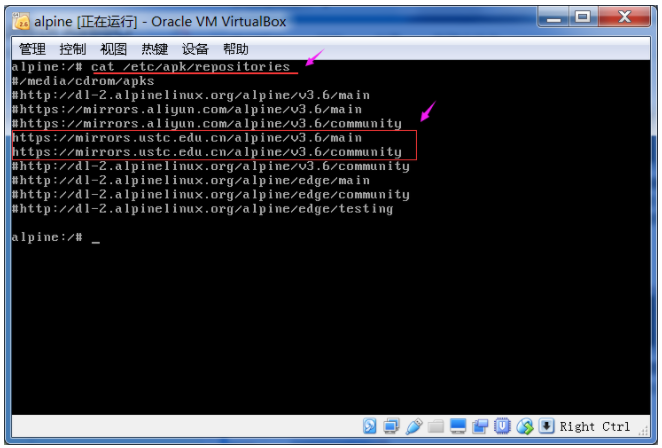 alpine [正在运行] - Oracle VM VirtualBox
管理 控制 视图 热键 设备 帮助
alpine:/# cat /etc/apk/repositories
#/media/cdrom/apks
#http://dl-2.alpinelinux.org/alpine/v3.6/main
#https://mirrors.aliyun.com/alpine/v3.6/main
#https://mirrors.aliyun.com/alpine/v3.6/community
https://mirrors.ustc.edu.cn/alpine/v3.6/main
https://mirrors.ustc.edu.cn/alpine/v3.6/community
#http://dl-2.alpinelinux.org/alpine/v3.6/community
#http://dl-2.alpinelinux.org/alpine/edge/main
#http://dl-2.alpinelinux.org/alpine/edge/community
#http://dl-2.alpinelinux.org/alpine/edge/testing
alpine:/# _
Right Ctrl